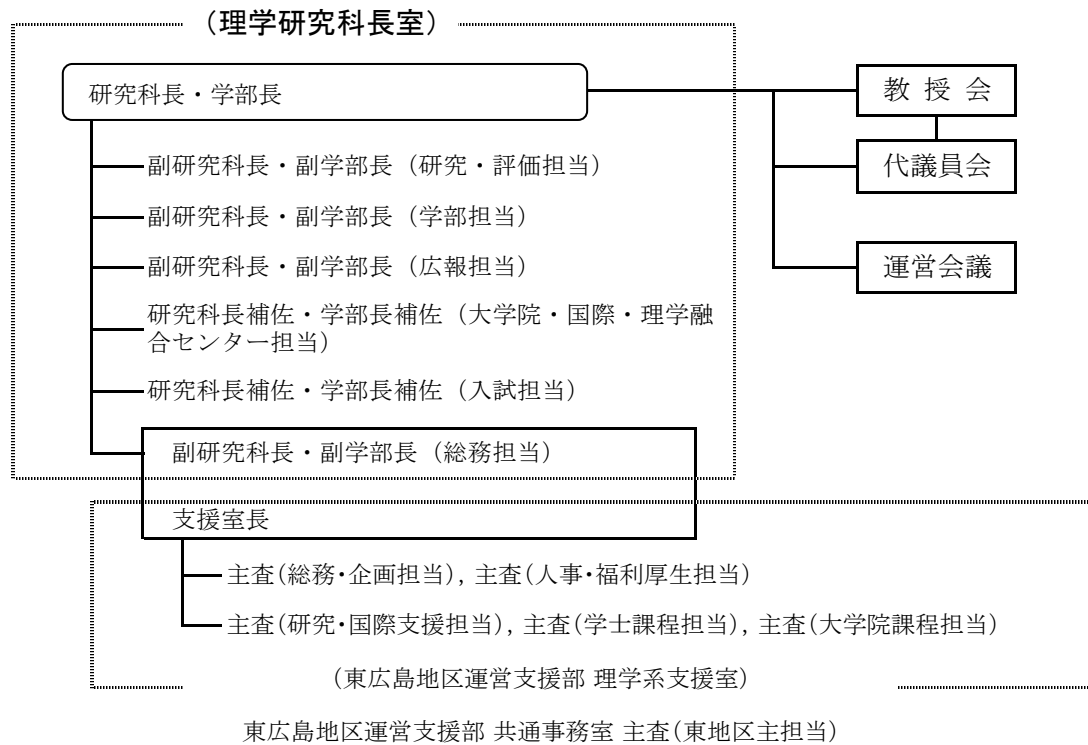 （理学研究科長室）
研究科長・学部長
教 授 会
副研究科長・副学部長（研究・評価担当）
代議員会
副研究科長・副学部長（学部担当）
副研究科長・副学部長（広報担当）
運営会議
研究科長補佐・学部長補佐（大学院・国際・理学融
合センター担当）
研究科長補佐・学部長補佐（入試担当）
副研究科長・副学部長（総務担当）
支援室長
主査(総務･企画担当), 主査(人事･福利厚生担当)
主査(研究･国際支援担当), 主査(学士課程担当), 主査(大学院課程担当)
(東広島地区運営支援部 理学系支援室)
東広島地区運営支援部 共通事務室 主査(東地区主担当)